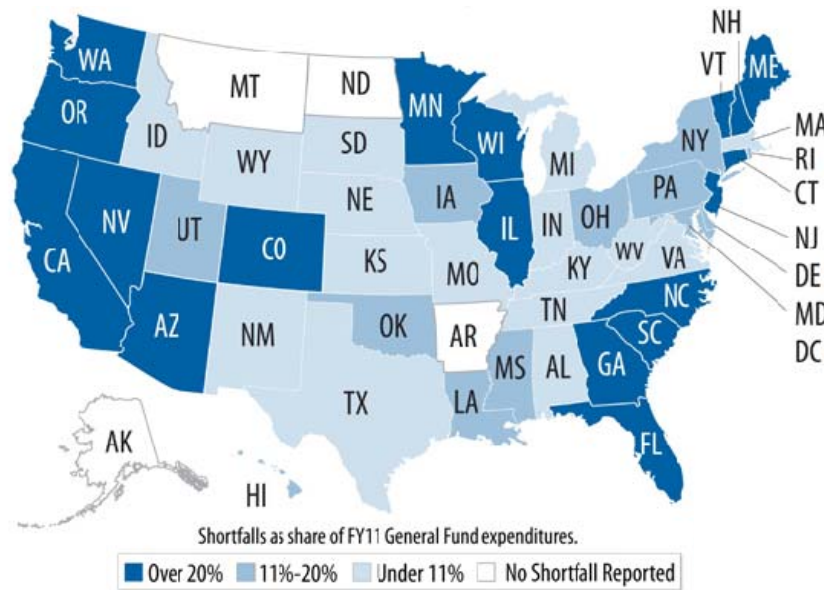 NH
WA
VT
ME
MT
ND
MN
OR
MA
ID
WI
NY
SD
RI
WY
MI
CT
PA
IA
NE
NV
OH
NJ
UT
IL
IN
CO
DE
CA
WV
KS
VA
MO
KY
MD
NC
TN
OK
AZ
NM
AR
SC
DC
MS
AL
GA
TX
LA
AK
FL
HI
Shortfalls as share of FY11 General Fund expenditures.
Over 20% 11%-20% Under 11% No Shortfall Reported